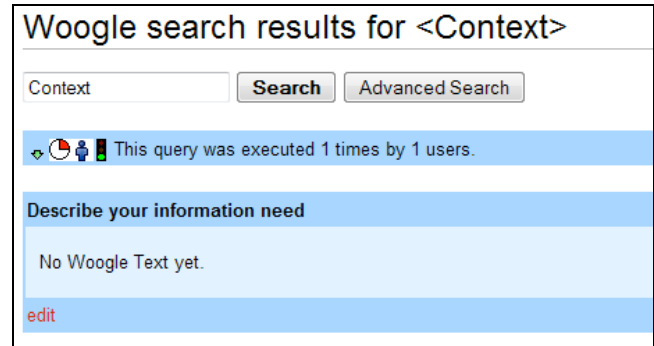 Woogle search results for <Context>
Context Search Advanced Search
This query was executed 1 times by 1 users.
Describe your information need
No Woogle Text yet.
edit